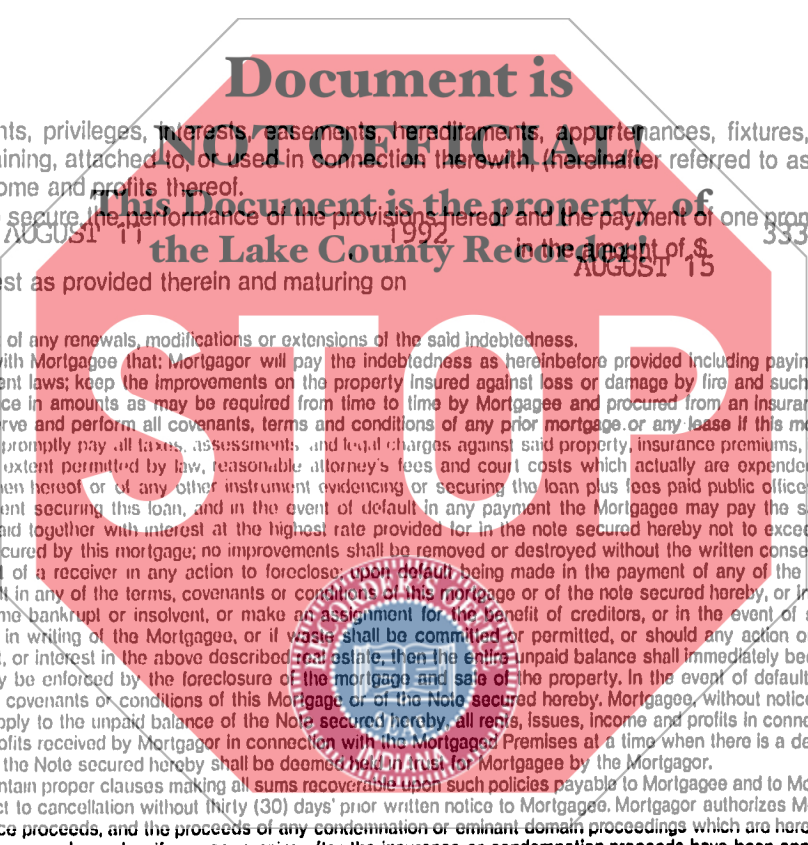 Document is
NOT OFFICIAL!
This Document is the property of
the Lake County Recorder!
STOP
nts, privileges, interests, easements, hereditaments, appurtenances, fixtures,
ining, attached to, or used in connection therewith, (hereinafter referred to as
ome and profits thereof.
secure the performance of the provisions hereof and the payment of one prom
AUGUST 11 1992 in the amount of $ 333
AUGUST 15
est as provided therein and maturing on
of any renewals, modifications or extensions of the said indebtedness.
with Mortgagee that: Mortgagor will pay the indebtedness as hereinbefore provided including payin
ent laws; keep the improvements on the property insured against loss or damage by fire and such
ce in amounts as may be required from time to time by Mortgagee and procured from an insuran
rve and perform all covenants, terms and conditions of any prior mortgage or any lease if this mo
promptly pay all taxes, assessments and legal charges against said property, insurance premiums,
extent permitted by law, reasonable attorney's fees and court costs which actually are expende
en hereof or of any other instrument evidencing or securing the loan plus fees paid public office
ent securing this loan, and in the event of default in any payment the Mortgagee may pay the s
aid together with interest at the highest rate provided for in the note secured hereby not to excee
cured by this mortgage; no improvements shall be removed or destroyed without the written conse
of a receiver in any action to foreclose; upon default being made in the payment of any of the
lt in any of the terms, covenants or conditions of this mortgage or of the note secured hereby, or in
me bankrupt or insolvent, or make an assignment for the benefit of creditors, or in the event of
in writing of the Mortgagee, or if waste shall be committed or permitted, or should any action o
, or interest in the above described real estate, then the entire unpaid balance shall immediately be
y be enforced by the foreclosure of the mortgage and sale of the property. In the event of default
covenants or conditions of this Mortgage or of the Note secured hereby. Mortgagee, without notic
pply to the unpaid balance of the Note secured hereby, all rents, issues, income and profits in conne
ofits received by Mortgagor in connection with the Mortgaged Premises at a time when there is a de
the Note secured hereby shall be deemed held in trust for Mortgagee by the Mortgagor.
ntain proper clauses making all sums recoverable upon such policies payable to Mortgagee and to Mo
ct to cancellation without thirty (30) days' prior written notice to Mortgagee. Mortgagor authorizes M
ce proceeds, and the proceeds of any condemnation or eminant domain proceedings which are here